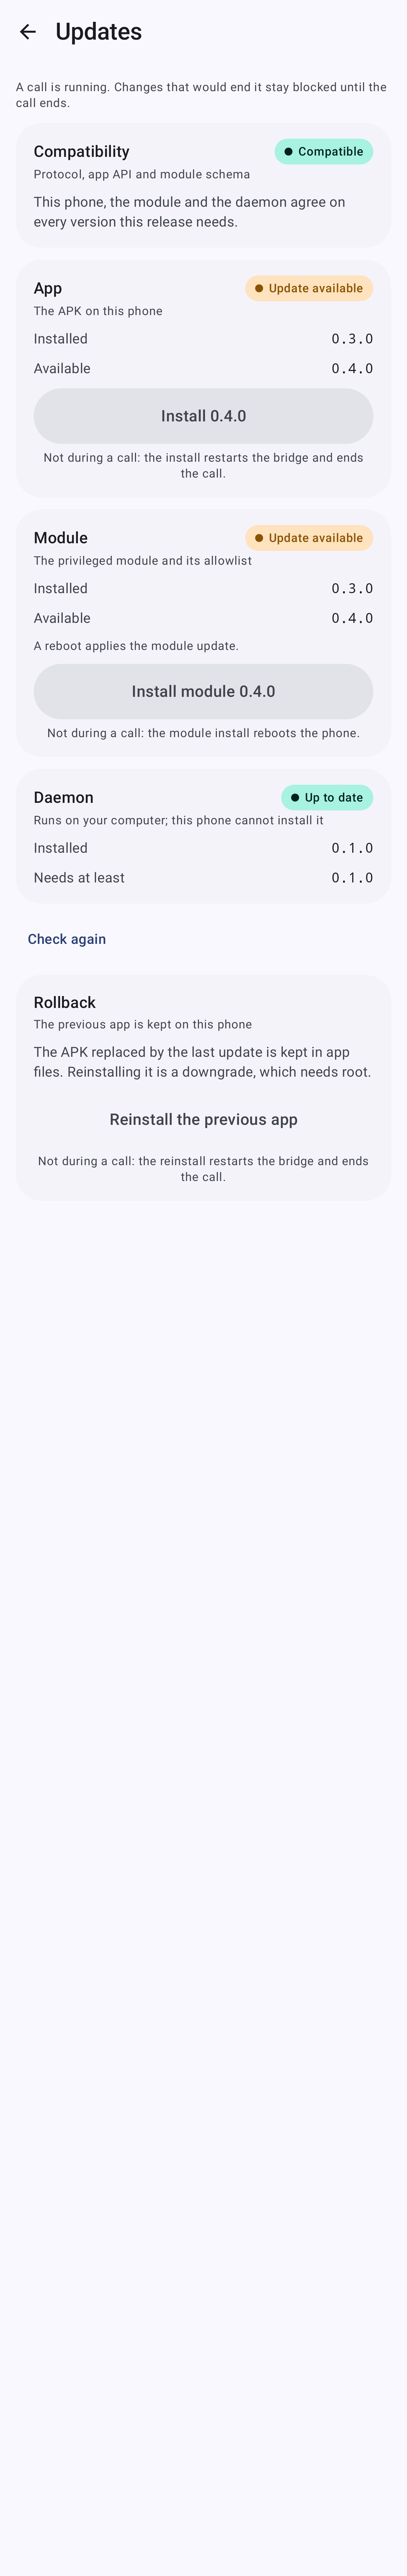 Updates
A call is running. Changes that would end it stay blocked until the
call ends.
Compatibility
Compatible
Protocol, app API and module schema
This phone, the module and the daemon agree on
every version this release needs.
App
Update available
The APK on this phone
Installed 0.3.0
Available 0.4.0
Install 0.4.0
Not during a call: the install restarts the bridge and ends
the call.
Module
Update available
The privileged module and its allowlist
Installed 0.3.0
Available 0.4.0
A reboot applies the module update.
Install module 0.4.0
Not during a call: the module install reboots the phone.
Daemon
Up to date
Runs on your computer; this phone cannot install it
Installed 0.1.0
Needs at least 0.1.0
Check again
Rollback
The previous app is kept on this phone
The APK replaced by the last update is kept in app
files. Reinstalling it is a downgrade, which needs root.
Reinstall the previous app
Not during a call: the reinstall restarts the bridge and ends
the call.